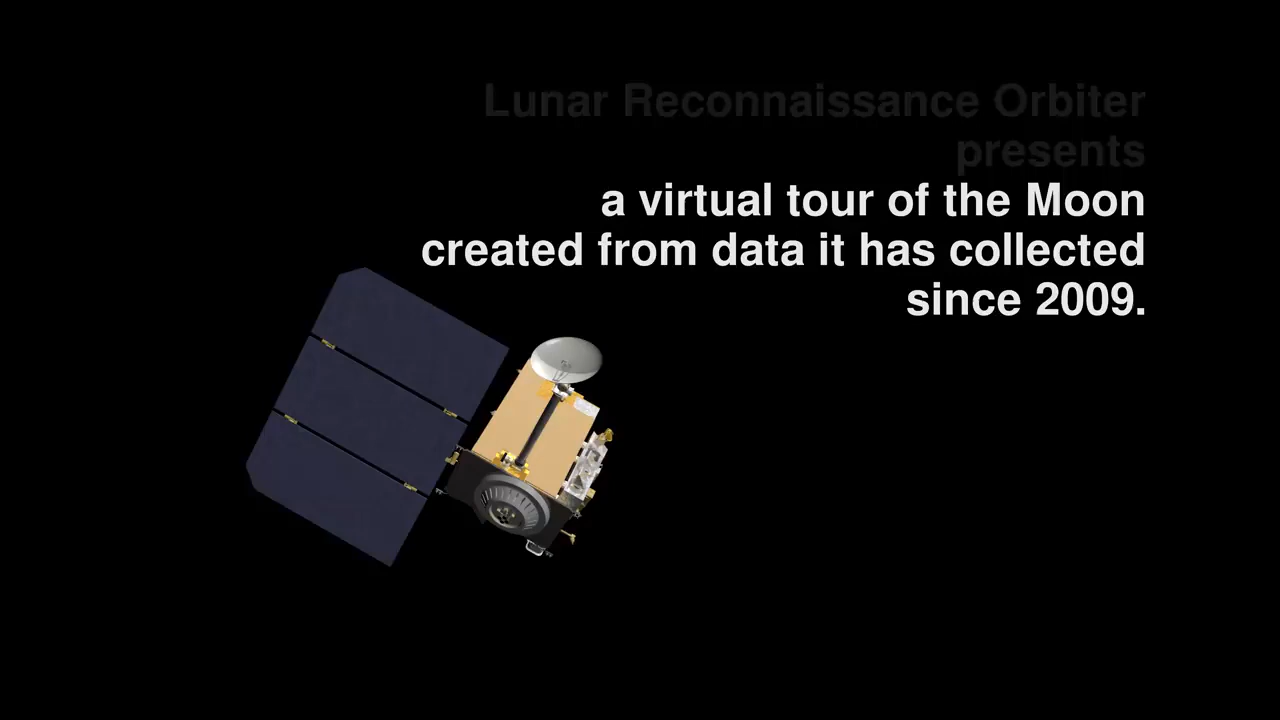 Lunar Reconnaissance Orbiter
presents
a virtual tour of the Moon
created from data it has collected
since 2009.